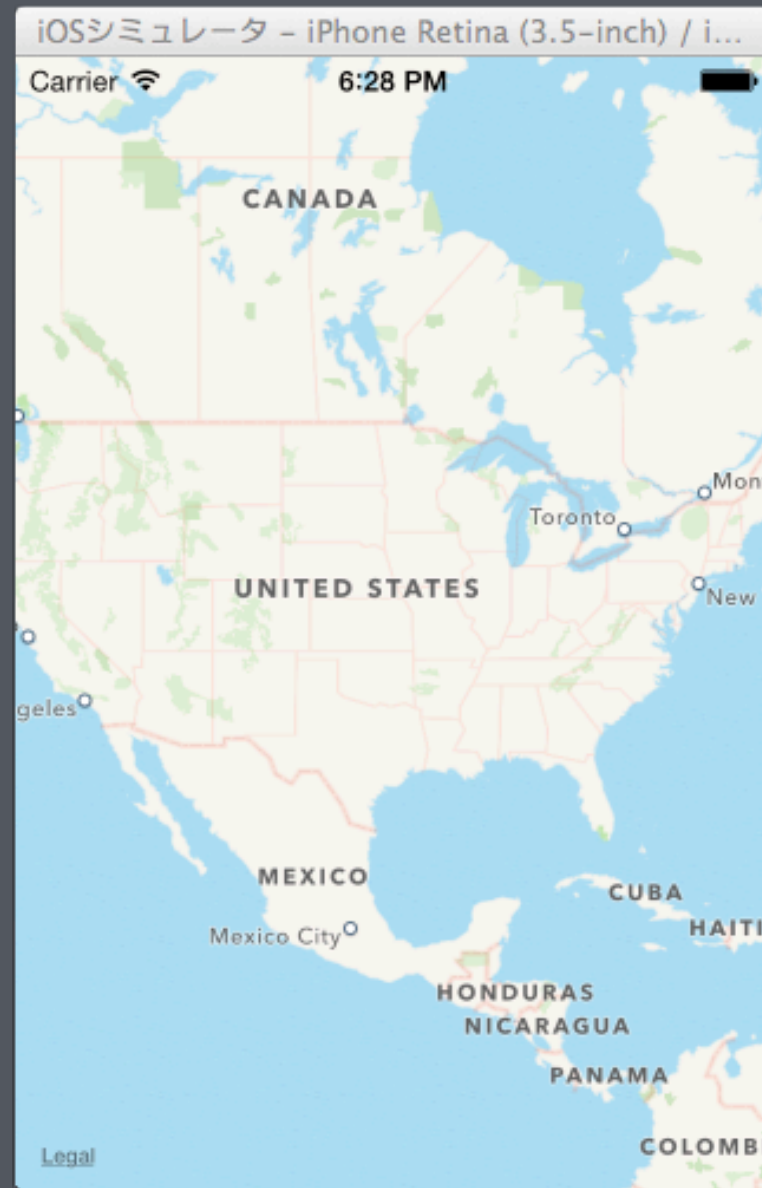 iOSシミュレータ – iPhone Retina (3.5-inch) / i...
Carrier 6:28 PM
CANADA
Mon
Toronto
UNITED STATES
New
geles
MEXICO
CUBA
Mexico City
HAITI
HONDURAS
NICARAGUA
PANAMA
COLOMB
Legal